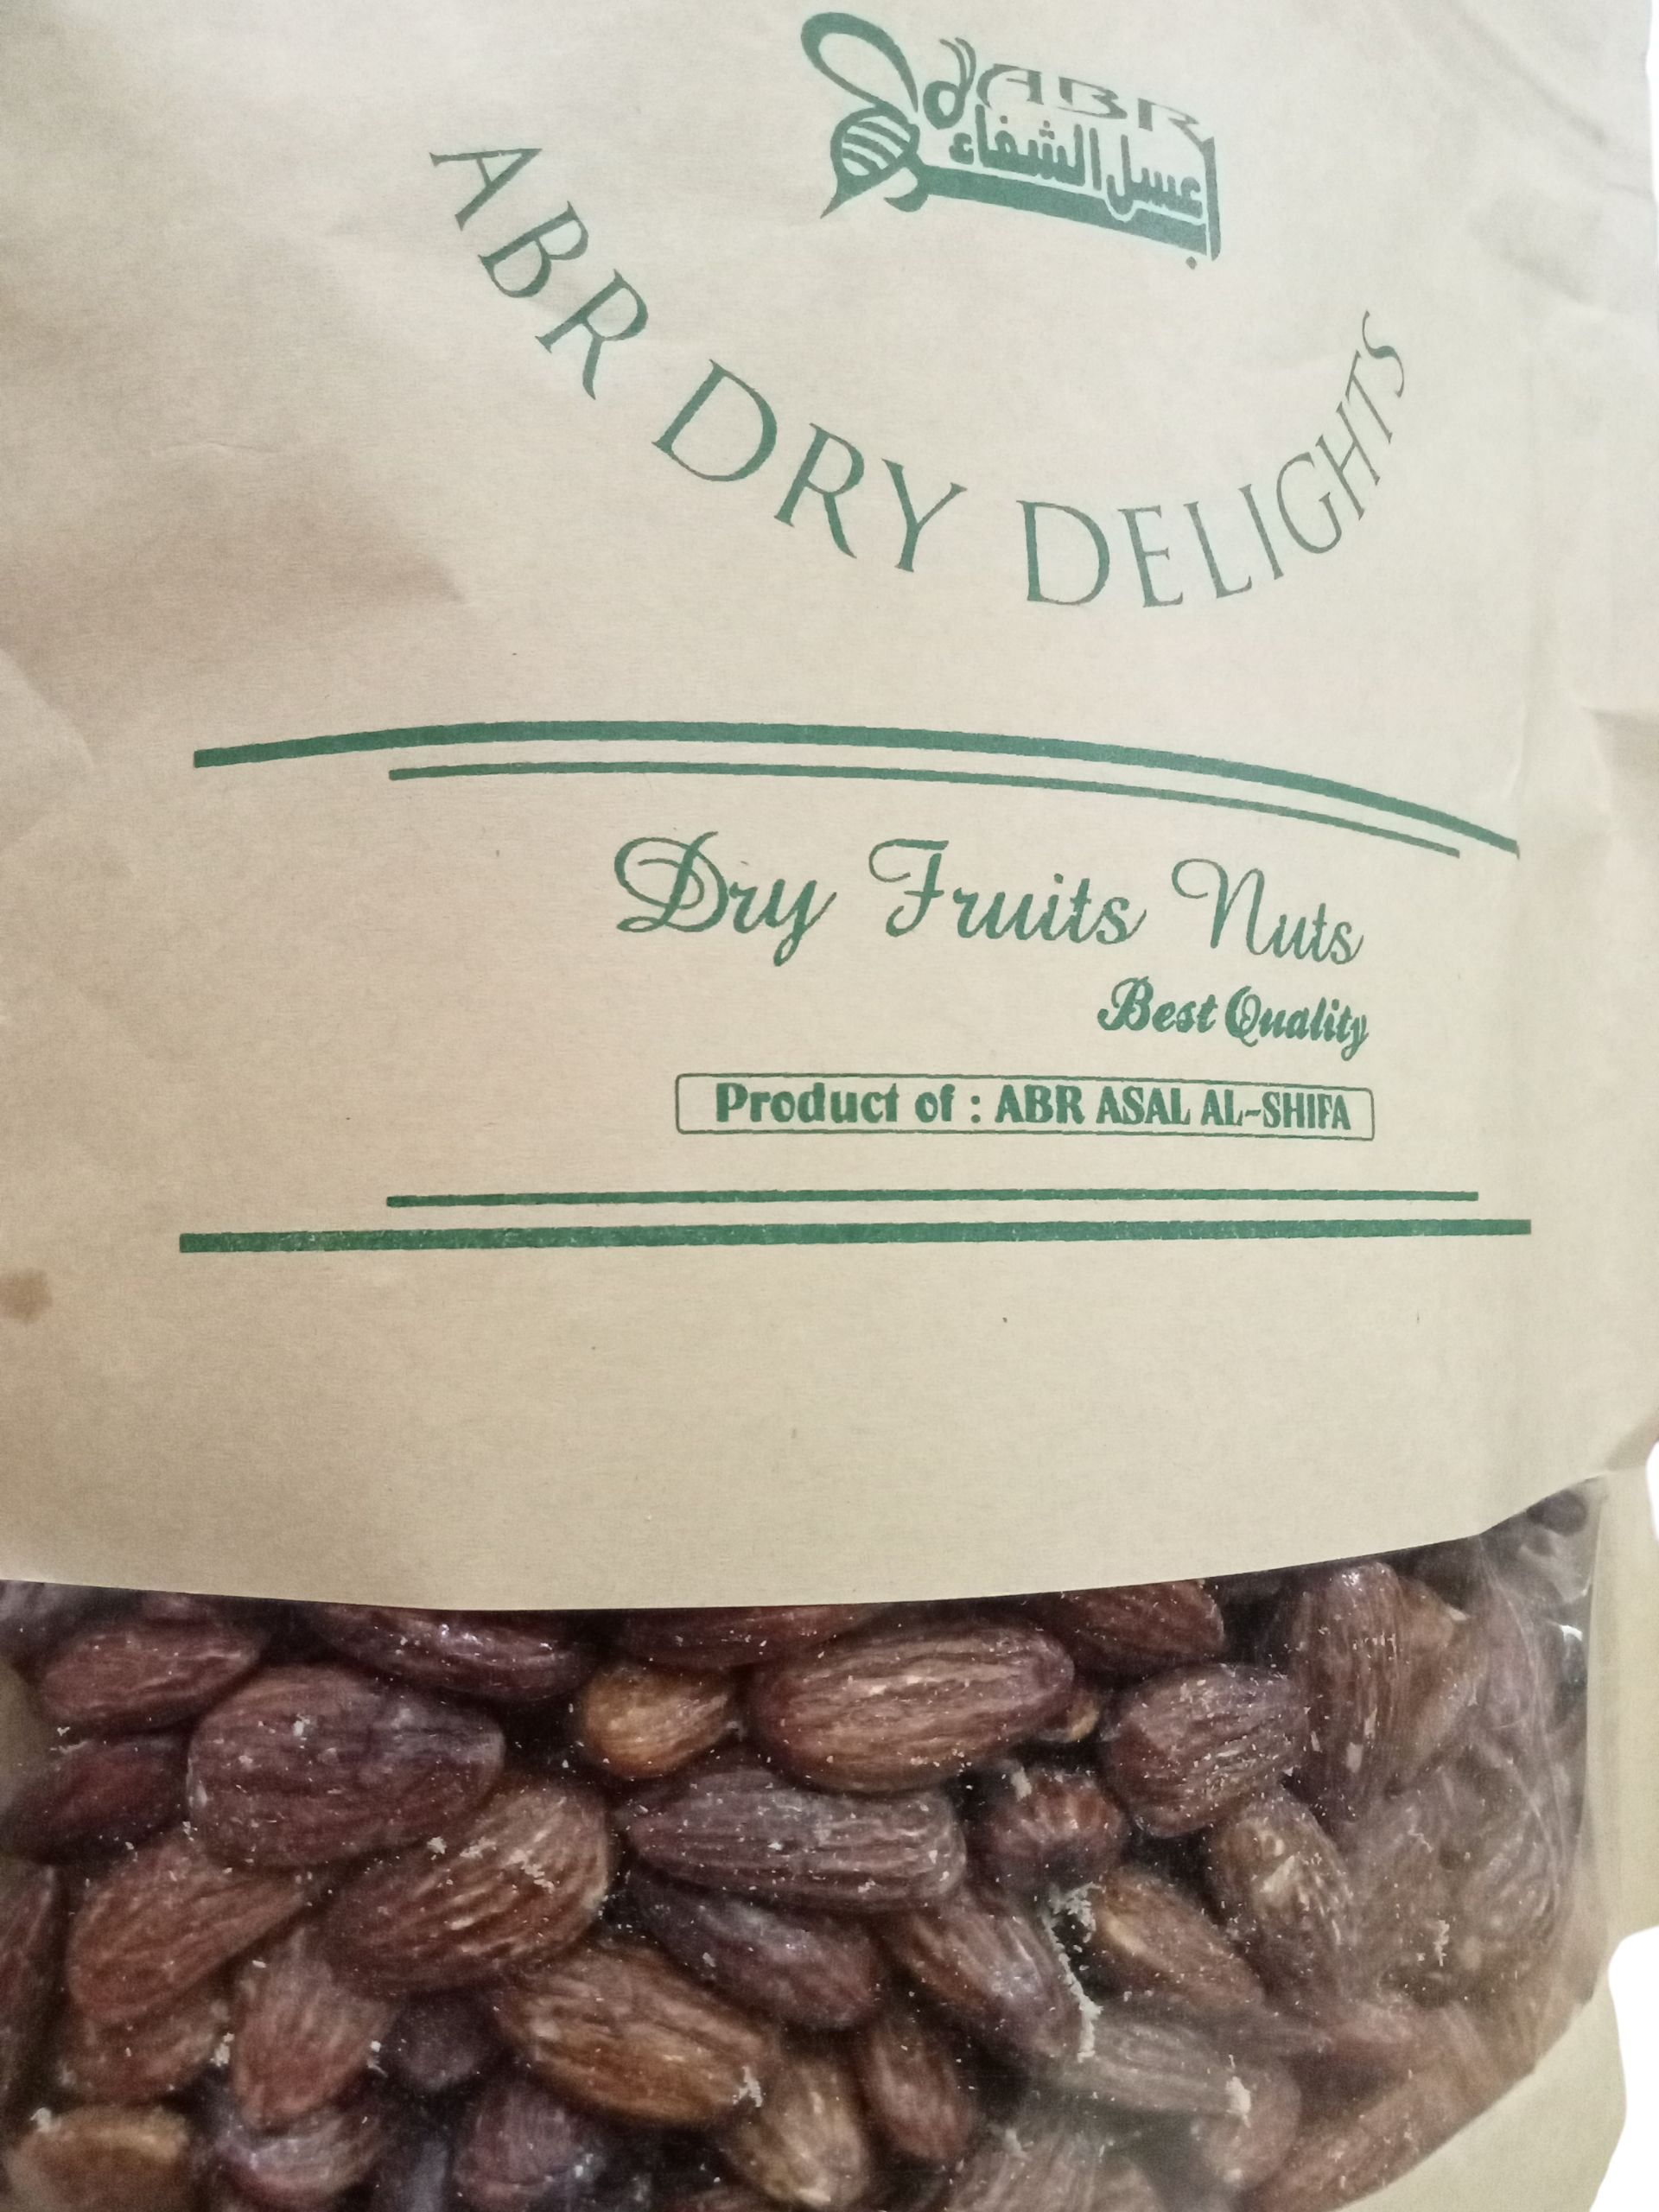 ABR
عسل الشفاء
ABR DRY DELIGHTS
Dry Fruits Nuts
Best Quality
Product of : ABR ASAL AL-SHIFA